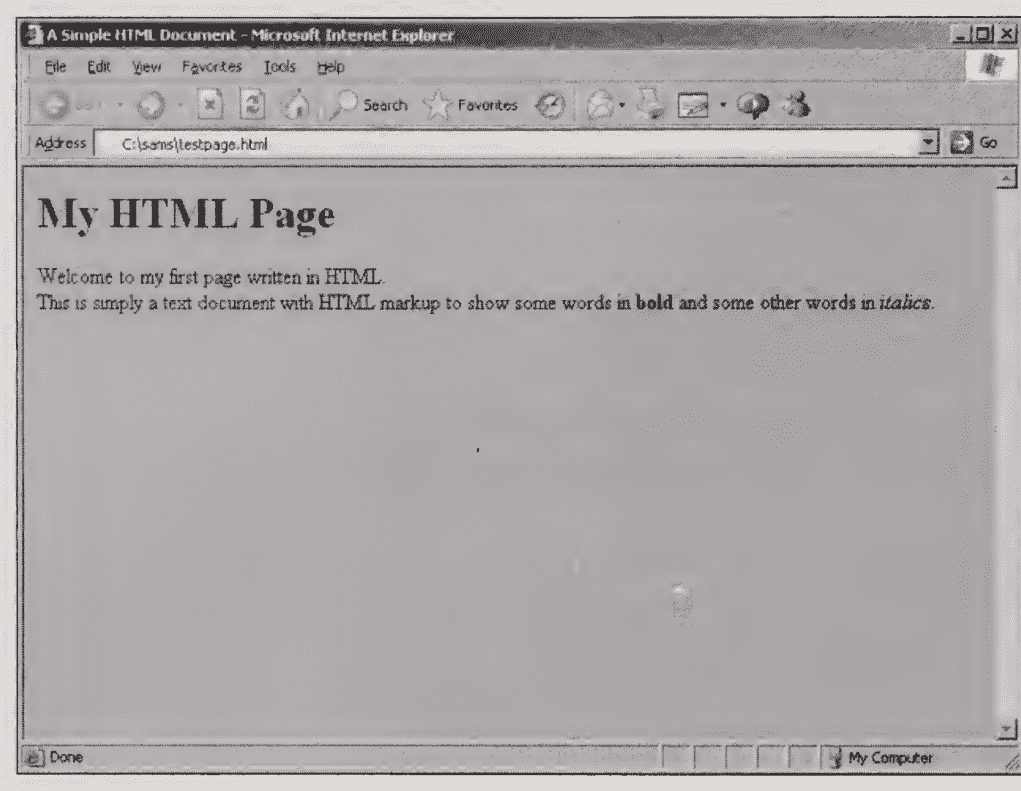 A Simple HTML Document - Microsoft Internet Explorer
File Edit View Favorites Tools Help
Search Favorites
Address C:\sams\testpage.html Go
My HTML Page
Welcome to my first page written in HTML.
This is simply a text document with HTML markup to show some words in bold and some other words in italics.
Done My Computer